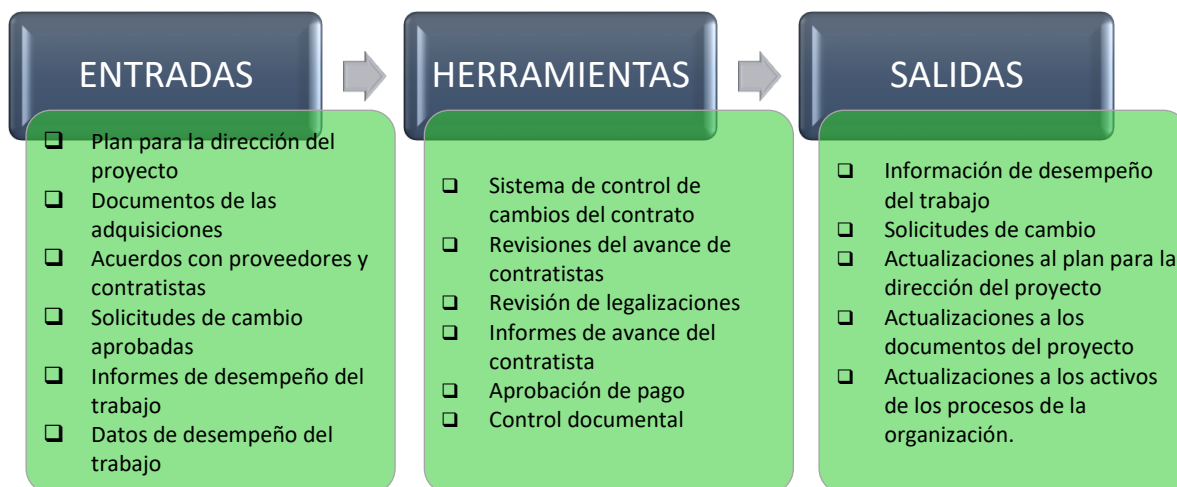 ENTRADAS
Plan para la dirección del
proyecto
Documentos de las
adquisiciones
Acuerdos con proveedores y
contratistas
Solicitudes de cambio
aprobadas
Informes de desempeño del
trabajo
Datos de desempeño del
trabajo
HERRAMIENTAS
Sistema de control de
cambios del contrato
Revisiones del avance de
contratistas
Revisión de legalizaciones
Informes de avance del
contratista
Aprobación de pago
Control documental
SALIDAS
Información de desempeño
del trabajo
Solicitudes de cambio
Actualizaciones al plan para la
dirección del proyecto
Actualizaciones a los
documentos del proyecto
Actualizaciones a los activos
de los procesos de la
organización.